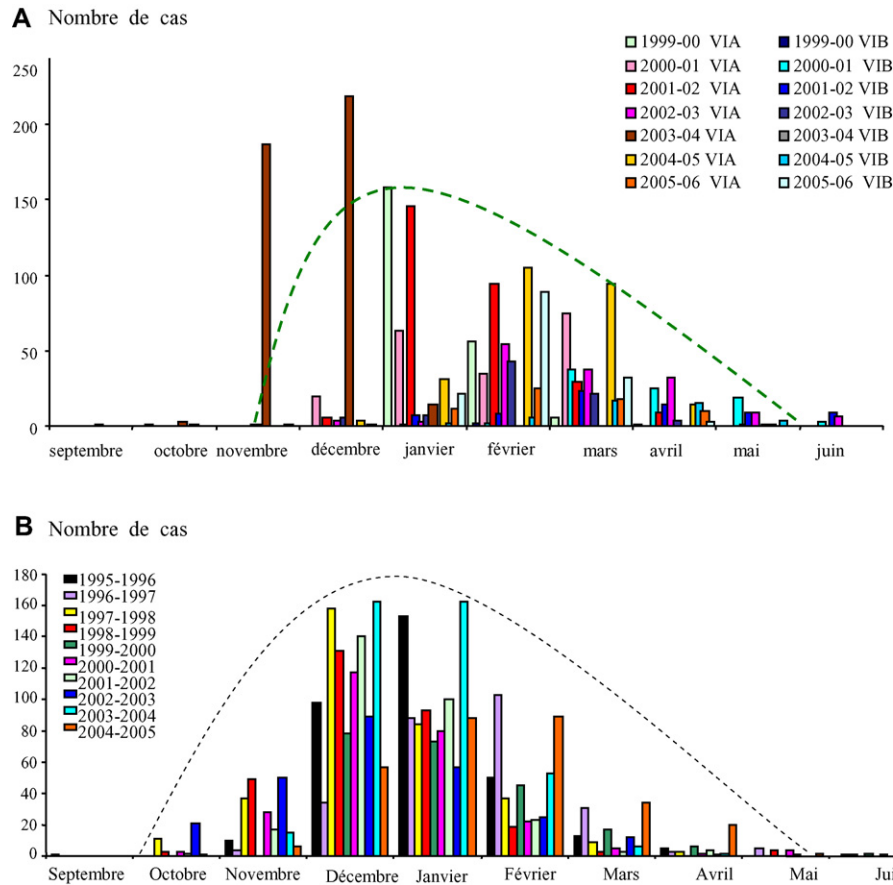 A Nombre de cas
1999-00 VIA 1999-00 VIB
2000-01 VIA 2000-01 VIB
2001-02 VIA 2001-02 VIB
2002-03 VIA 2002-03 VIB
2003-04 VIA 2003-04 VIB
2004-05 VIA 2004-05 VIB
2005-06 VIA 2005-06 VIB
250
200
150
100
50
0
septembre octobre novembre décembre janvier février mars avril mai juin
B Nombre de cas
180
160
140
120
100
80
60
40
20
0
1995-1996
1996-1997
1997-1998
1998-1999
1999-2000
2000-2001
2001-2002
2002-2003
2003-2004
2004-2005
Septembre Octobre Novembre Décembre Janvier Février Mars Avril Mai Jui